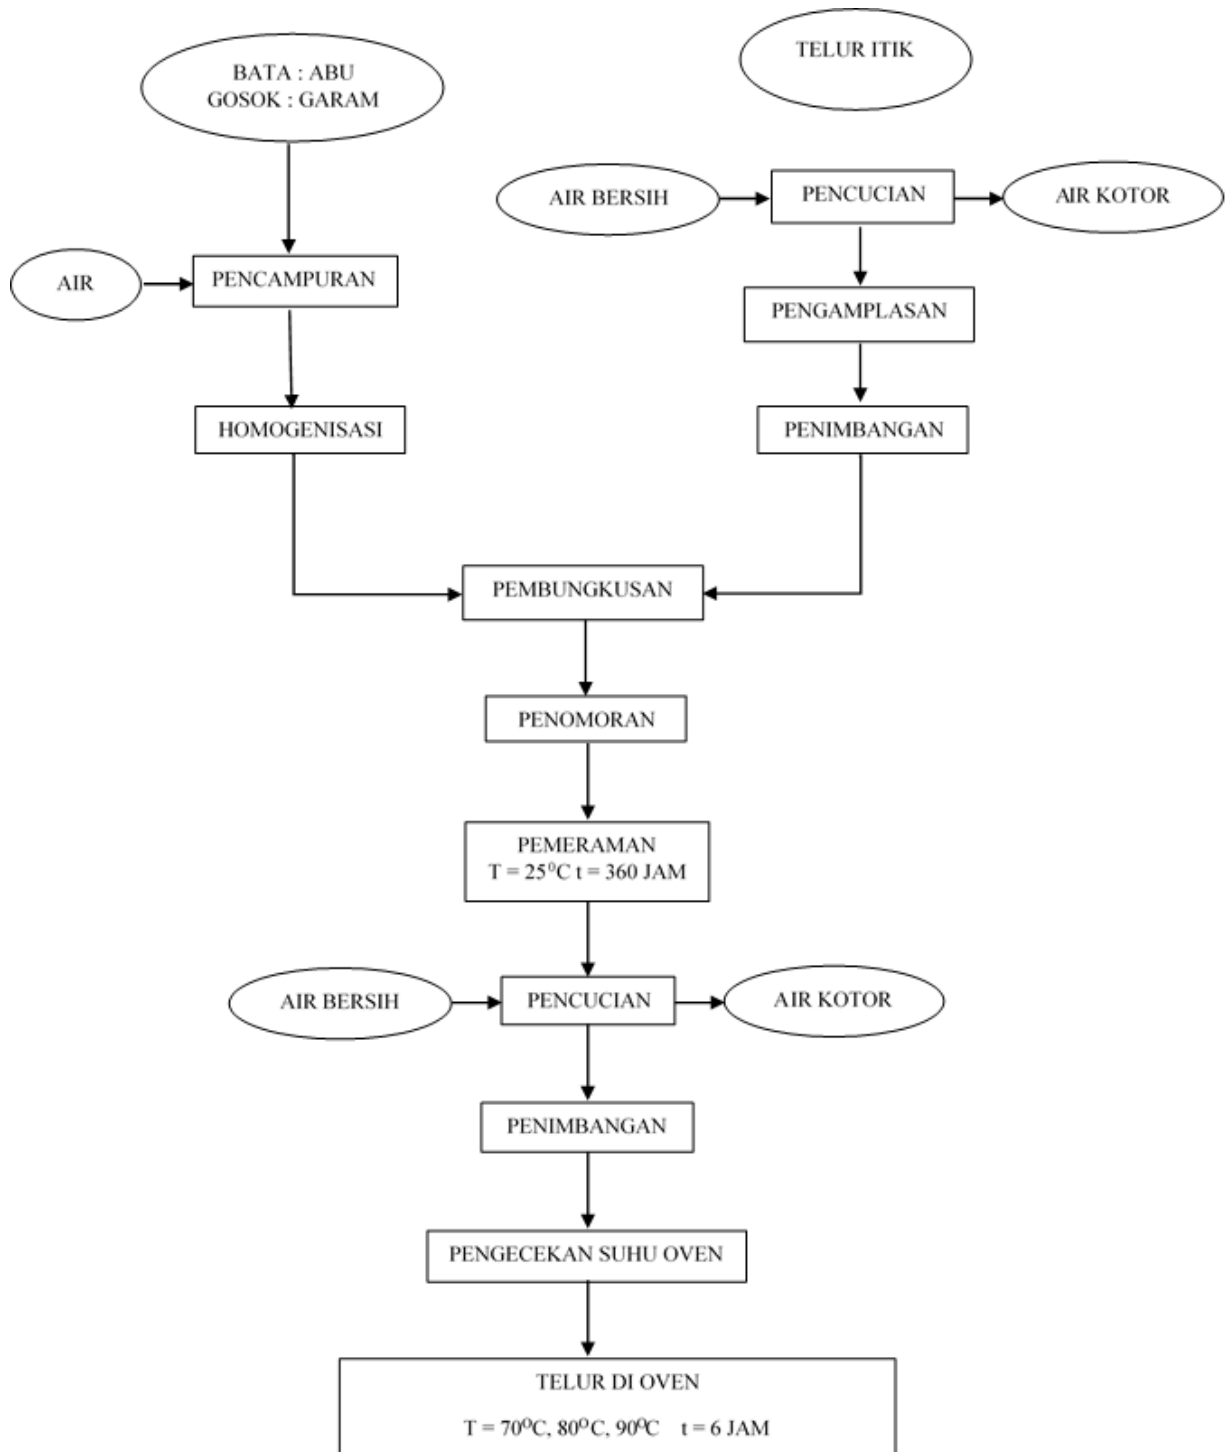 TELUR ITIK
BATA : ABU
GOSOK : GARAM
AIR BERSIH
PENCUCIAN
AIR KOTOR
AIR
PENCAMPURAN
PENGAMPLASAN
HOMOGENISASI
PENIMBANGAN
PEMBUNGKUSAN
PENOMORAN
PEMERAMAN
T = 25⁰C t = 360 JAM
AIR BERSIH
PENCUCIAN
AIR KOTOR
PENIMBANGAN
PENGECEKAN SUHU OVEN
TELUR DI OVEN
T = 70⁰C, 80⁰C, 90⁰C t = 6 JAM